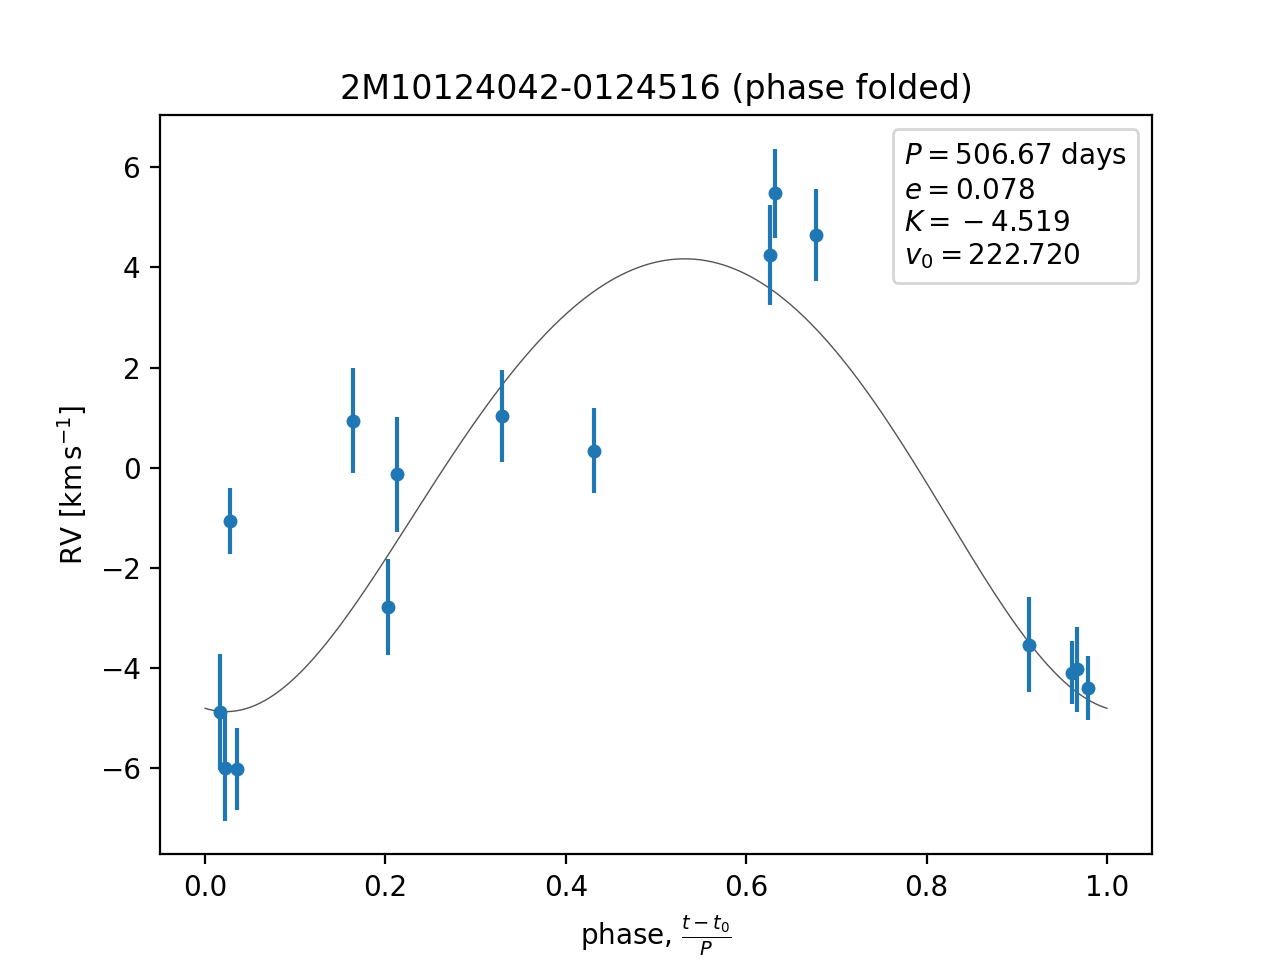 2M10124042-0124516 (phase folded)
P = 506.67 days
e = 0.078
K = −4.519
v₀ = 222.720
RV [km s⁻¹]
6
4
2
0
−2
−4
−6
0.0 0.2 0.4 0.6 0.8 1.0
phase, (t − t₀)/P